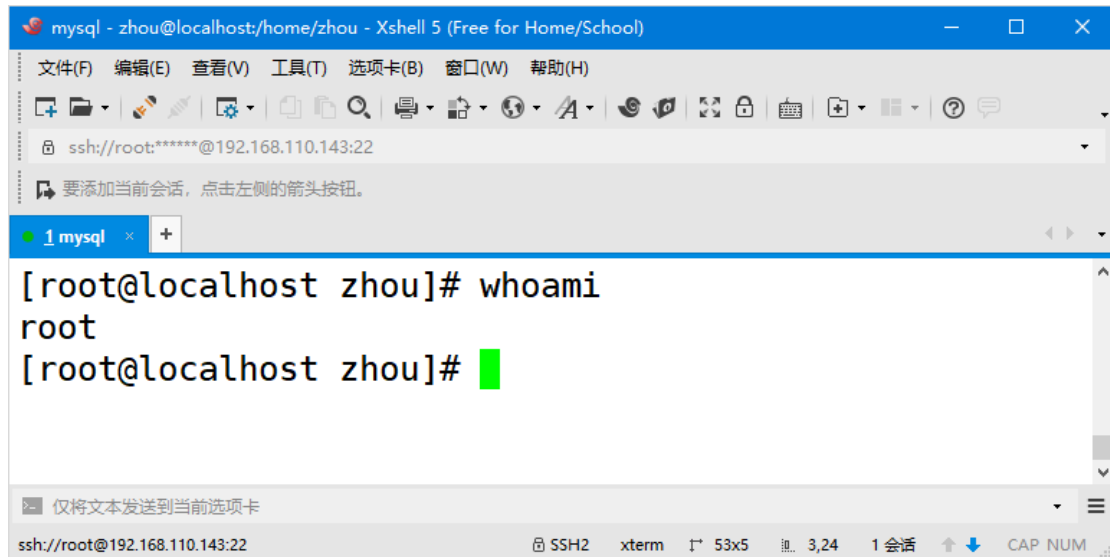 mysql - zhou@localhost:/home/zhou - Xshell 5 (Free for Home/School)
文件(F) 编辑(E) 查看(V) 工具(T) 选项卡(B) 窗口(W) 帮助(H)
ssh://root:******@192.168.110.143:22
要添加当前会话，点击左侧的箭头按钮。
1 mysql
[root@localhost zhou]# whoami
root
[root@localhost zhou]#
仅将文本发送到当前选项卡
ssh://root@192.168.110.143:22 SSH2 xterm 53x5 3,24 1 会话 CAP NUM